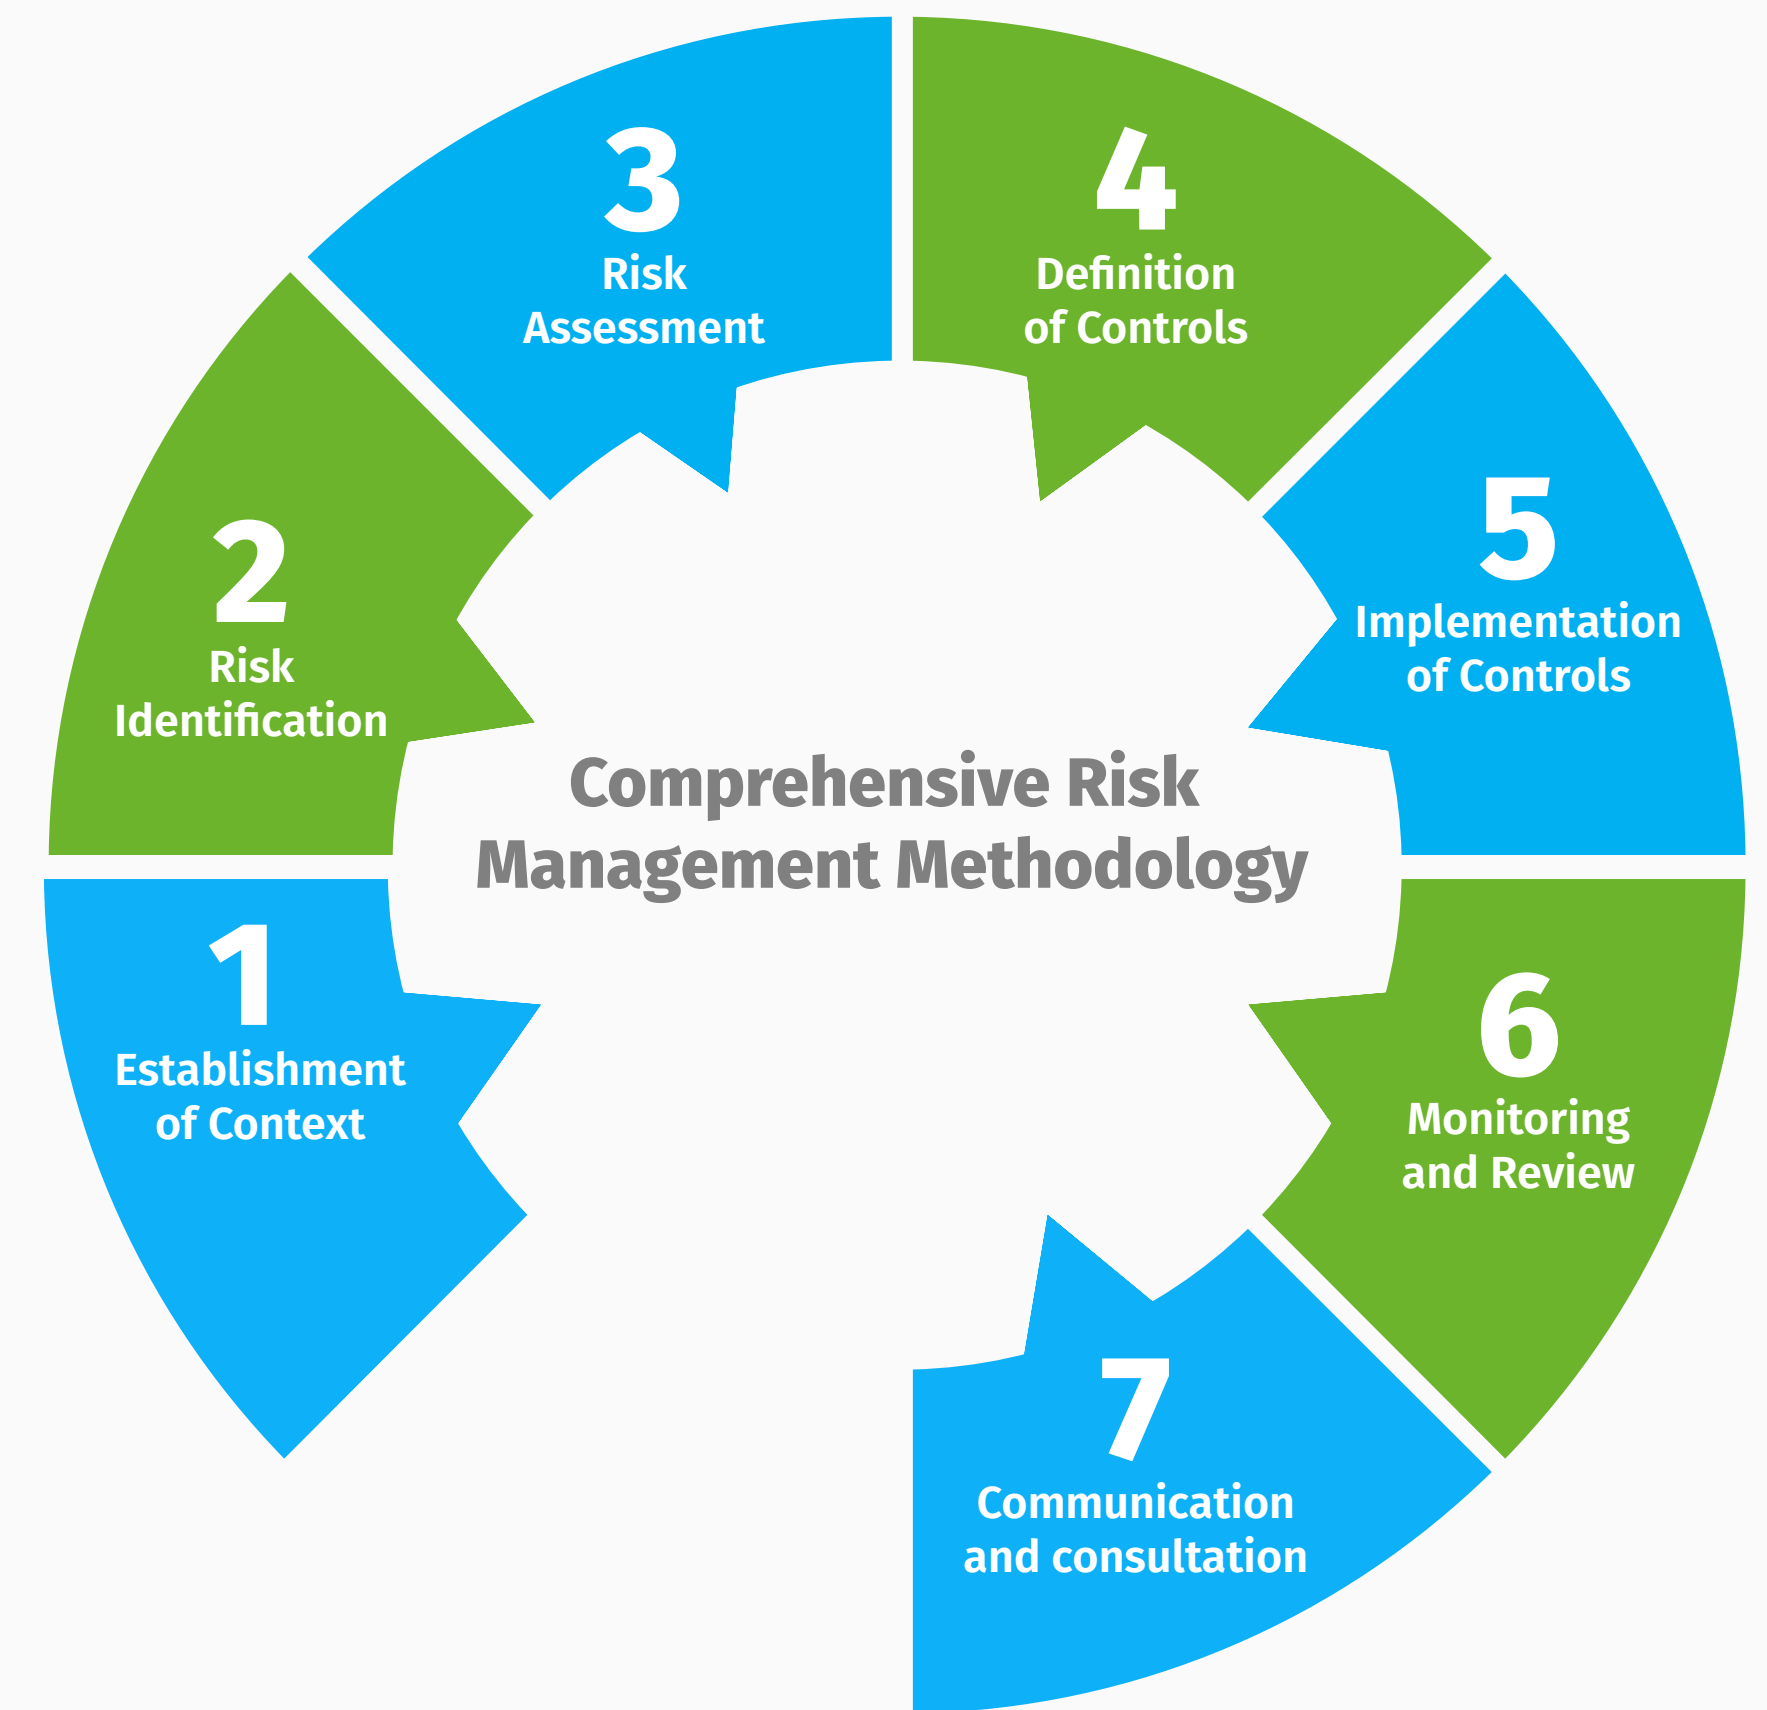 1
Establishment
of Context
2
Risk
Identification
3
Risk
Assessment
4
Definition
of Controls
5
Implementation
of Controls
6
Monitoring
and Review
7
Communication
and consultation
Comprehensive Risk
Management Methodology